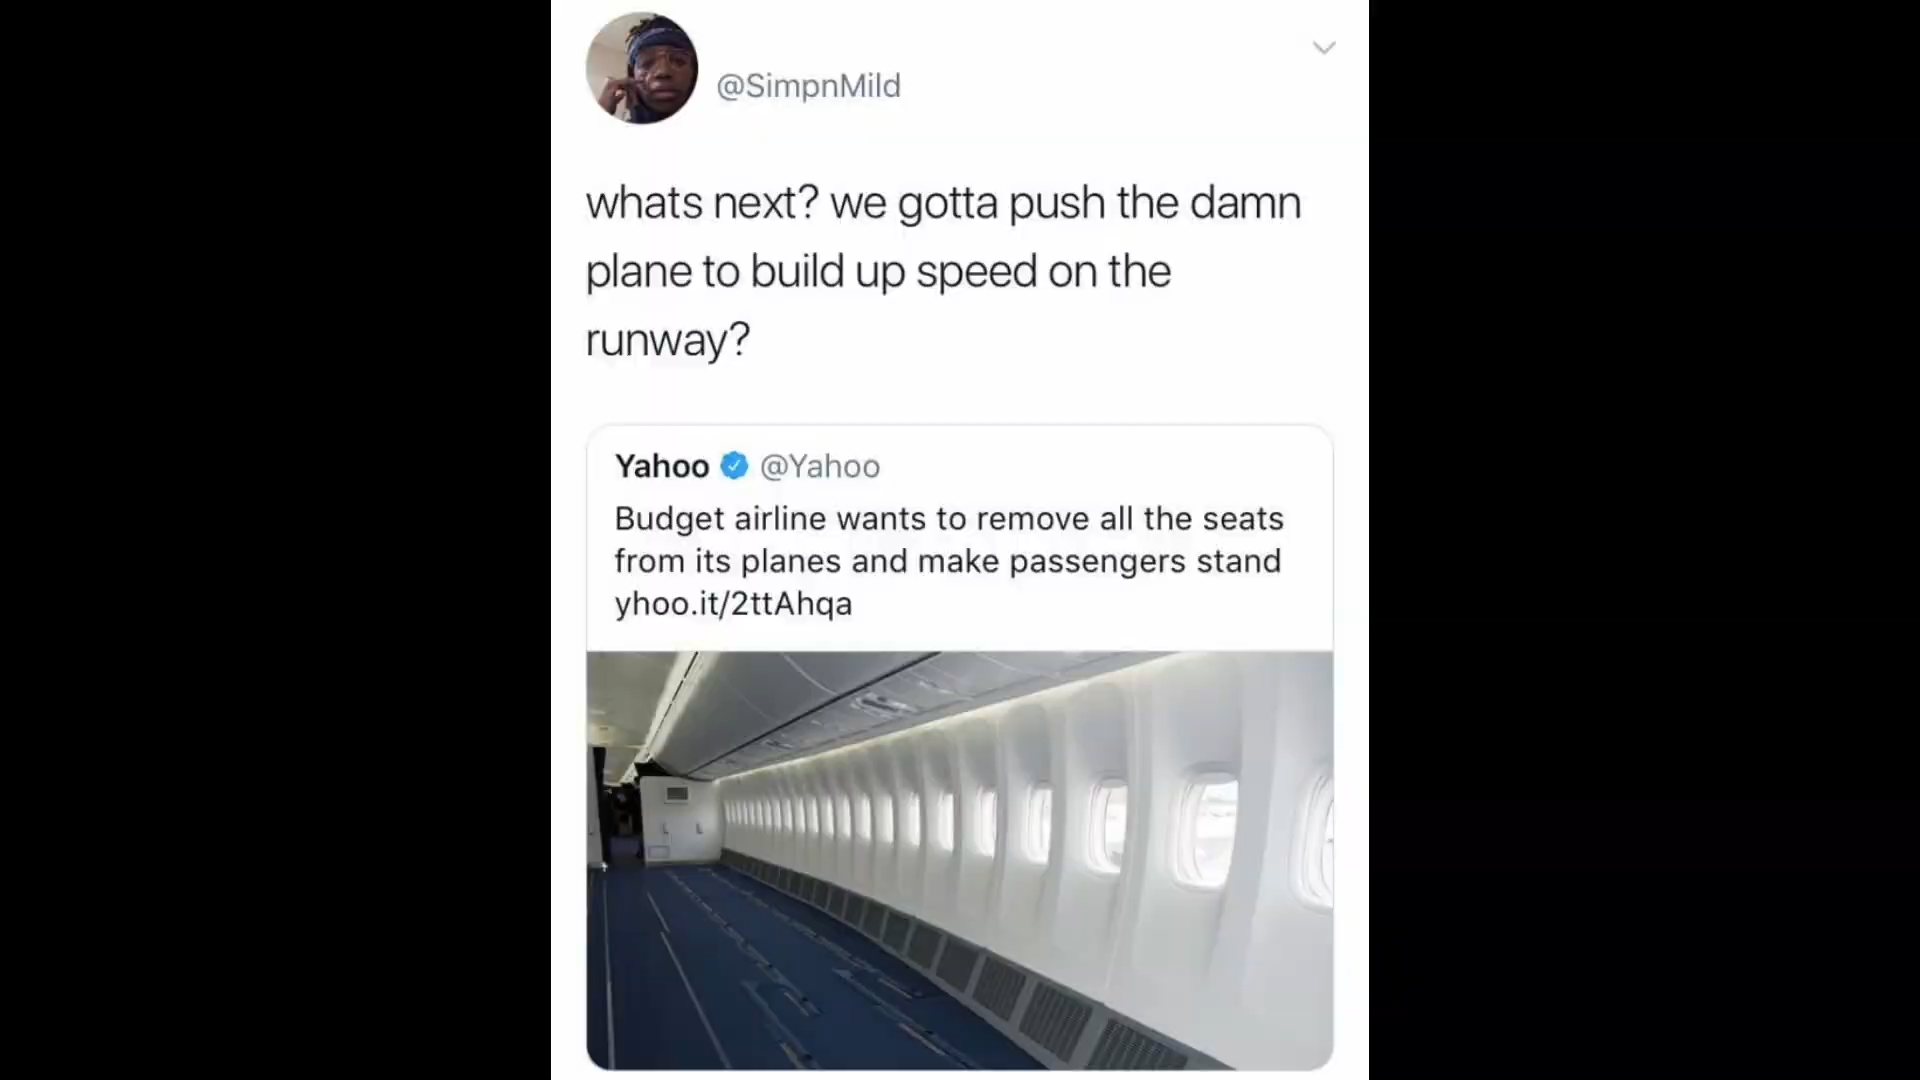 @SimpnMild
whats next? we gotta push the damn
plane to build up speed on the
runway?
Yahoo @Yahoo
Budget airline wants to remove all the seats
from its planes and make passengers stand
yhoo.it/2ttAhqa